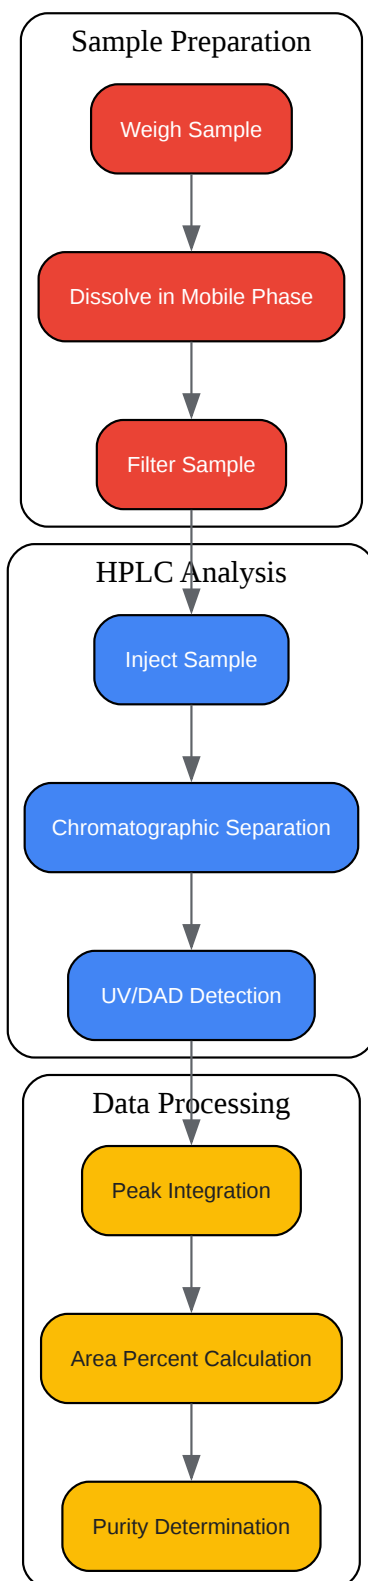 Sample Preparation
Weigh Sample
Dissolve in Mobile Phase
Filter Sample
HPLC Analysis
Inject Sample
Chromatographic Separation
UV/DAD Detection
Data Processing
Peak Integration
Area Percent Calculation
Purity Determination